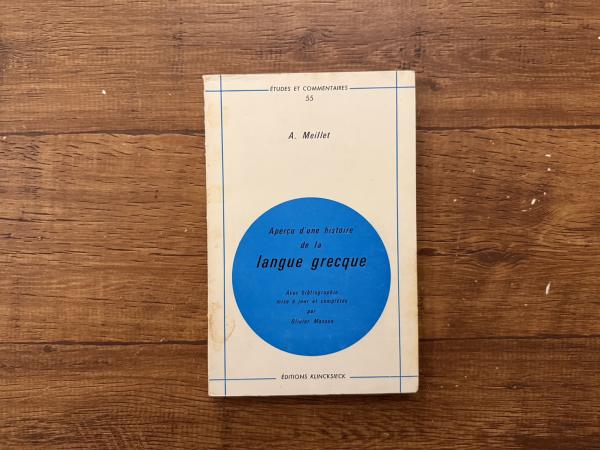 ÉTUDES ET COMMENTAIRES
55
A. Meillet
Aperçu d'une histoire
de la
langue grecque
Avec bibliographie
mise à jour et complétée
par
Olivier Masson
ÉDITIONS KLINCKSIECK